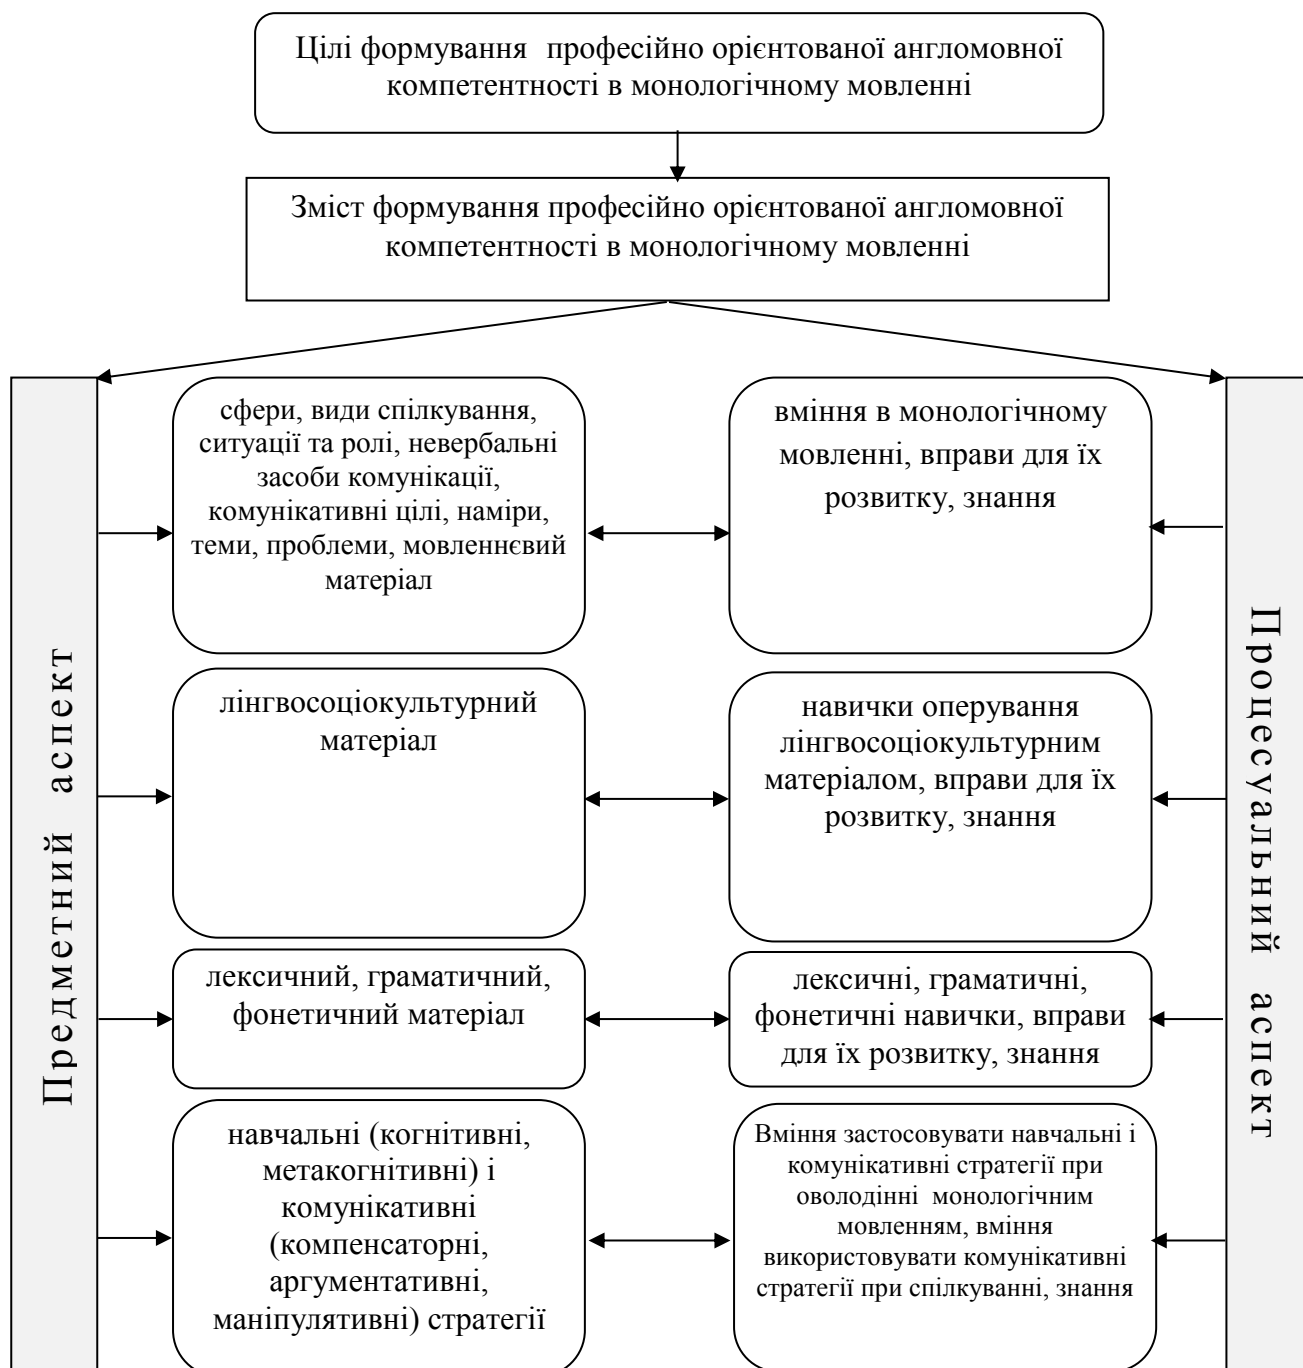 Цілі формування професійно орієнтованої англомовної
компетентності в монологічному мовленні
Зміст формування професійно орієнтованої англомовної
компетентності в монологічному мовленні
Предметний аспект
сфери, види спілкування,
ситуації та ролі, невербальні
засоби комунікації,
комунікативні цілі, наміри,
теми, проблеми, мовленнєвий
матеріал
вміння в монологічному
мовленні, вправи для їх
розвитку, знання
лінгвосоціокультурний
матеріал
навички оперування
лінгвосоціокультурним
матеріалом, вправи для їх
розвитку, знання
лексичний, граматичний,
фонетичний матеріал
лексичні, граматичні,
фонетичні навички, вправи
для їх розвитку, знання
навчальні (когнітивні,
метакогнітивні) і
комунікативні
(компенсаторні,
аргументативні,
маніпулятивні) стратегії
Вміння застосовувати навчальні і
комунікативні стратегії при
оволодінні монологічним
мовленням, вміння
використовувати комунікативні
стратегії при спілкуванні, знання
Процесуальний аспект